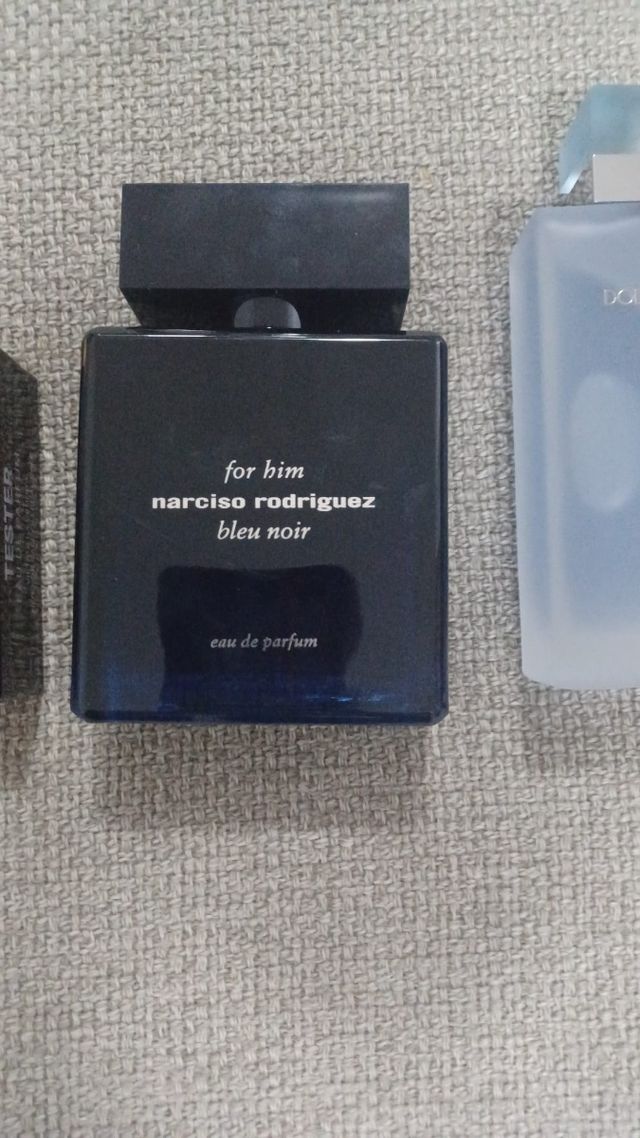 for him
narciso rodriguez
bleu noir
eau de parfum
TESTER